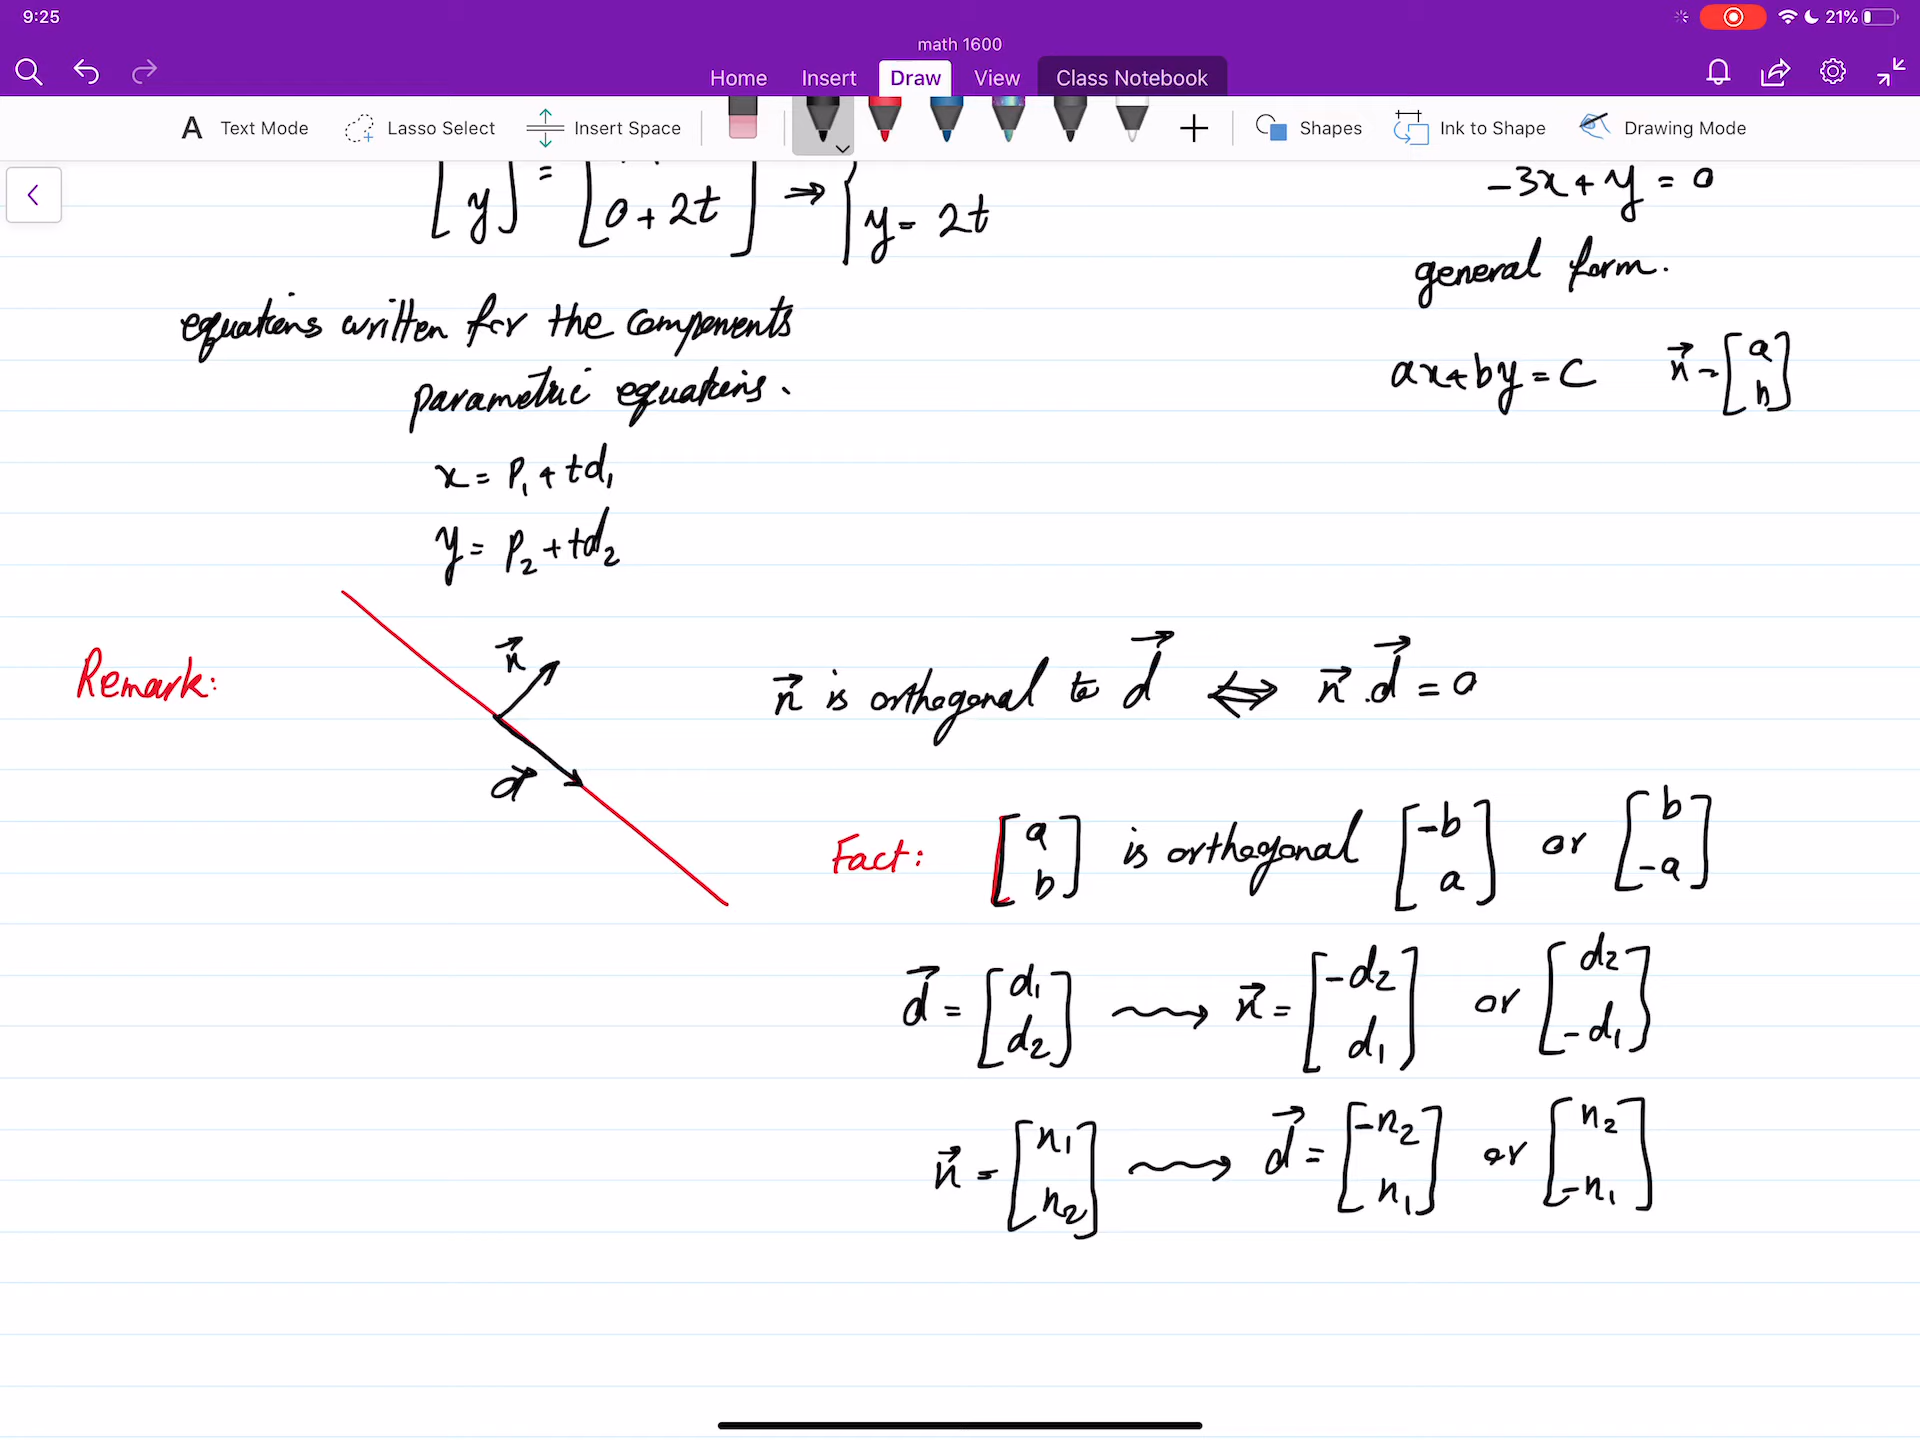 9:25
21%
math 1600
Home Insert Draw View Class Notebook
A Text Mode Lasso Select Insert Space Shapes Ink to Shape Drawing Mode
[ y ] = [ 0 + 2t ] ⇒ { y = 2t
-3x + y = 0
general form.
equations written for the components
parametric equations.
ax + by = c n⃗ = [ a
b ]
x = p₁ + td₁
y = p₂ + td₂
Remark:
n⃗
d⃗
n⃗ is orthogonal to d⃗ ⇔ n⃗ . d⃗ = 0
Fact: [ a
b ] is orthogonal [ -b
a ] or [ b
-a ]
d⃗ = [ d₁
d₂ ] ⇝ n⃗ = [ -d₂
d₁ ] or [ d₂
-d₁ ]
n⃗ = [ n₁
n₂ ] ⇝ d⃗ = [ -n₂
n₁ ] or [ n₂
-n₁ ]